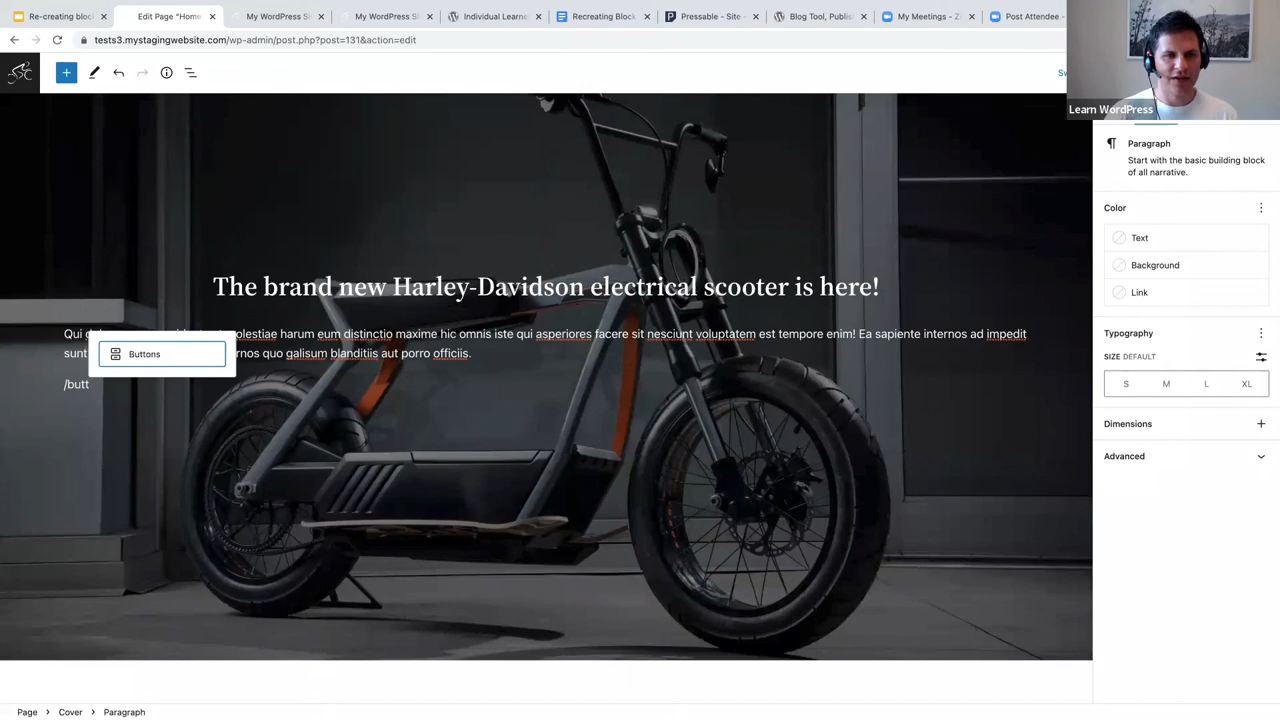 Re-creating bloc
Edit Page "Home
My WordPress Si
My WordPress Si
Individual Learne
Recreating Block
Pressable - Site -
Blog Tool, Publis
My Meetings - Z
Post Attendee -
tests3.mystagingwebsite.com/wp-admin/post.php?post=131&action=edit
Learn WordPress
Paragraph
Start with the basic building block
of all narrative.
Color
Text
Background
Link
Typography
SIZE DEFAULT
S M L XL
Dimensions
Advanced
The brand new Harley-Davidson electrical scooter is here!
Qui harum eum distinctio maxime hic omnis iste qui asperiores facere sit nesciunt voluptatem est tempore enim! Ea sapiente internos ad impedit
sunt quo galisum blanditiis aut porro officiis.
Buttons
/butt
Page > Cover > Paragraph